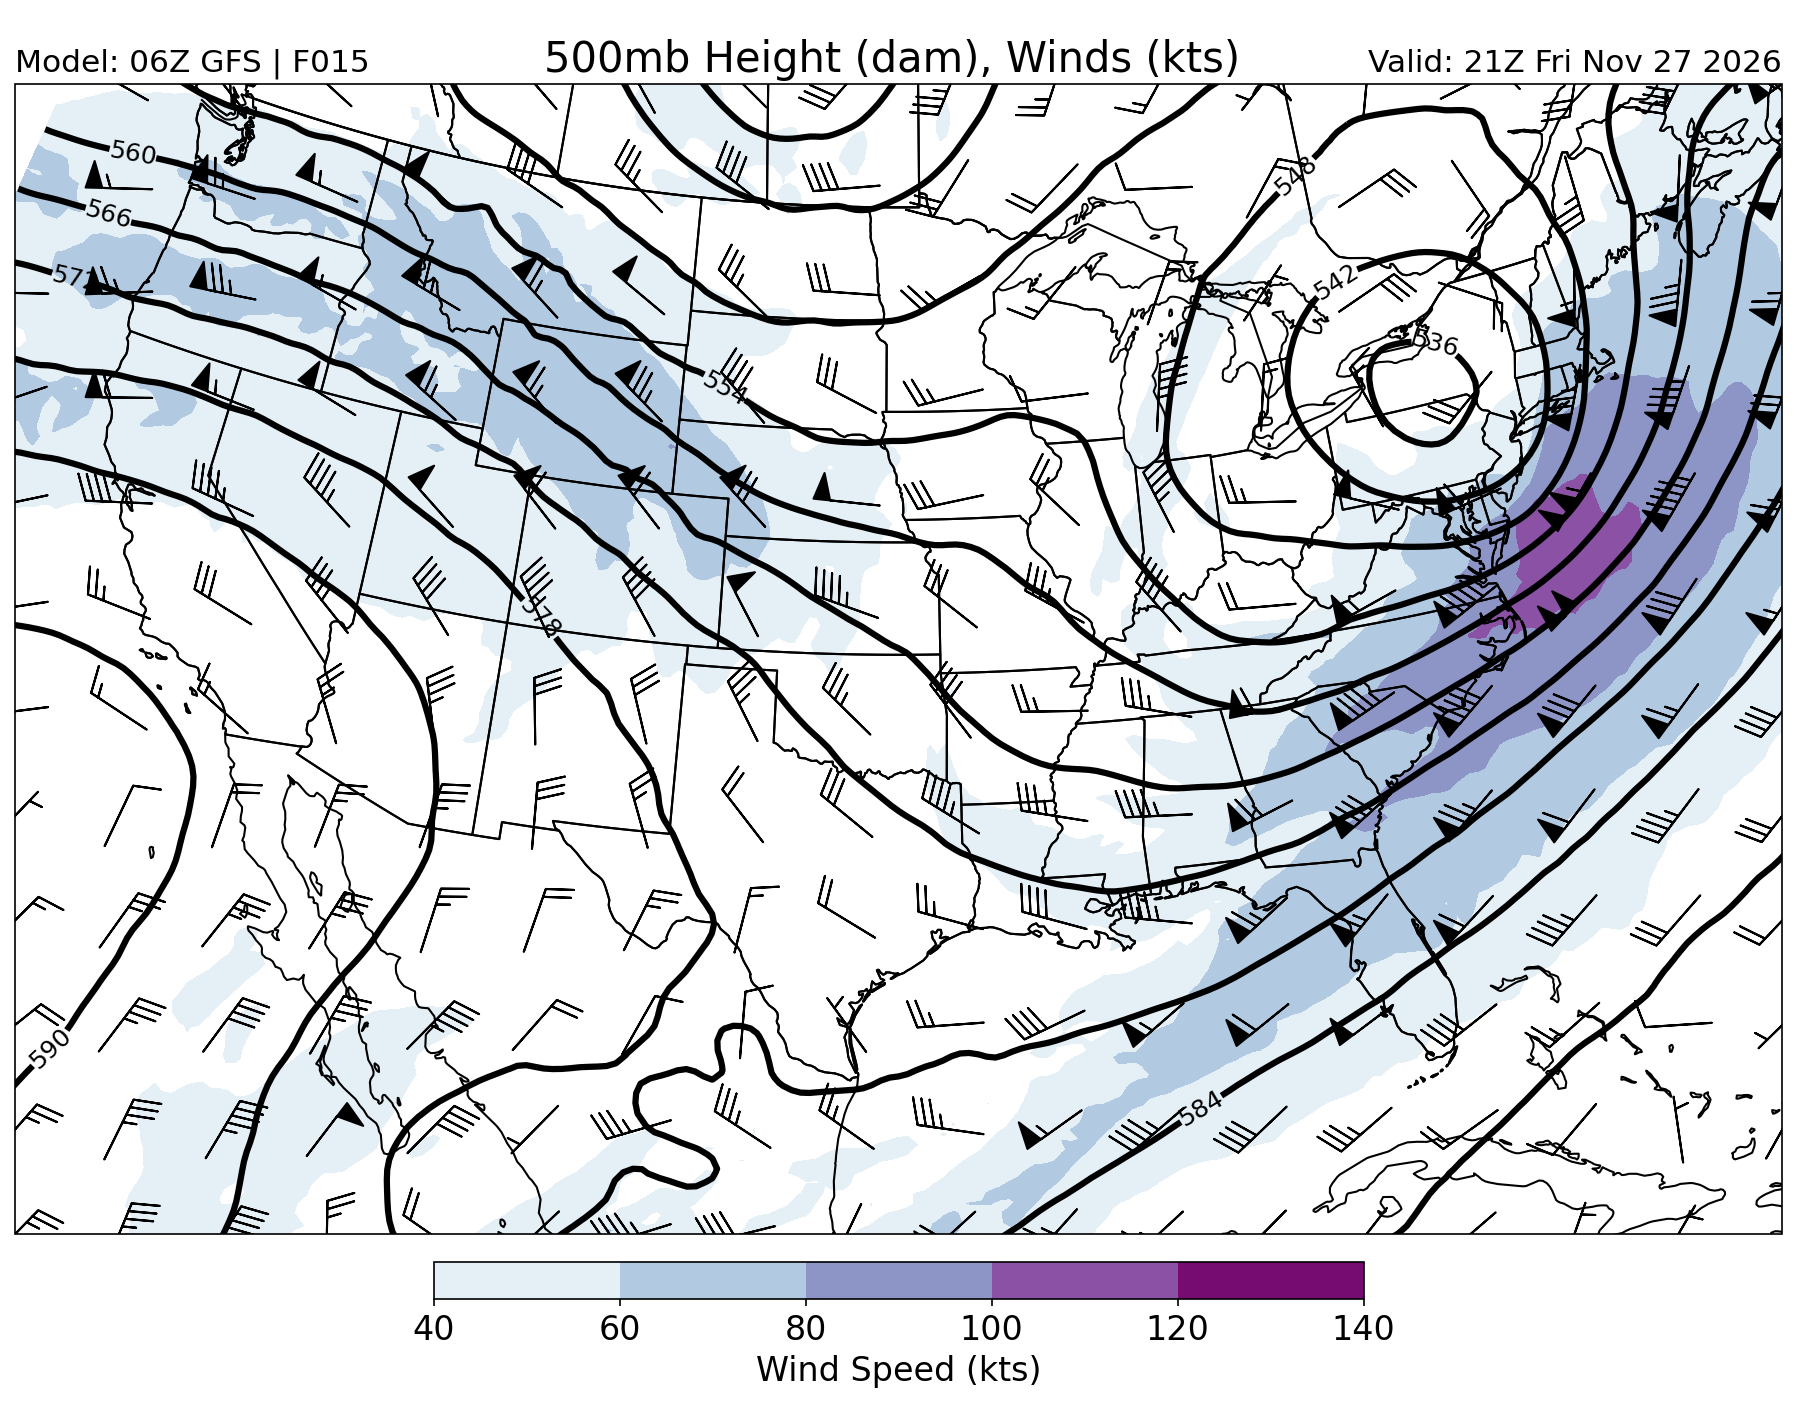 Model: 06Z GFS | F015
500mb Height (dam), Winds (kts)
Valid: 21Z Fri Nov 27 2026
560
566
548
542
536
554
578
590
584
40 60 80 100 120 140
Wind Speed (kts)